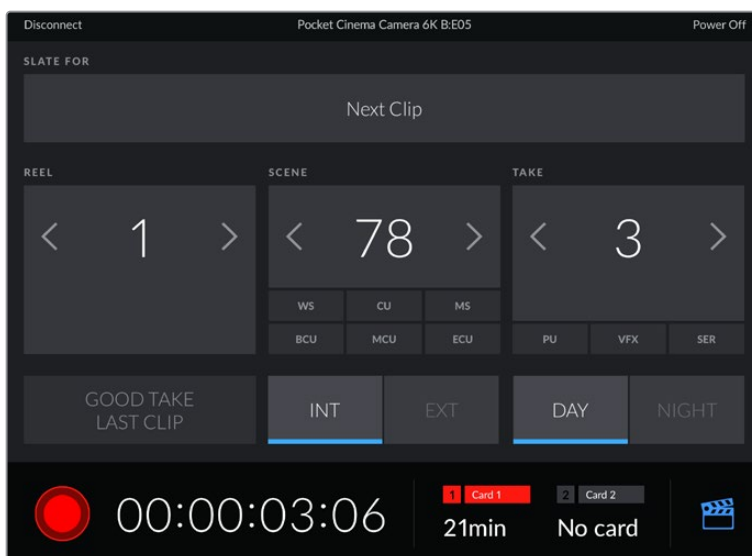 Disconnect Pocket Cinema Camera 6K B:E05 Power Off
SLATE FOR
Next Clip
REEL SCENE TAKE
1 78 3
WS CU MS
BCU MCU ECU PU VFX SER
GOOD TAKE
LAST CLIP
INT EXT DAY NIGHT
00:00:03:06
1 Card 1 2 Card 2
21min No card